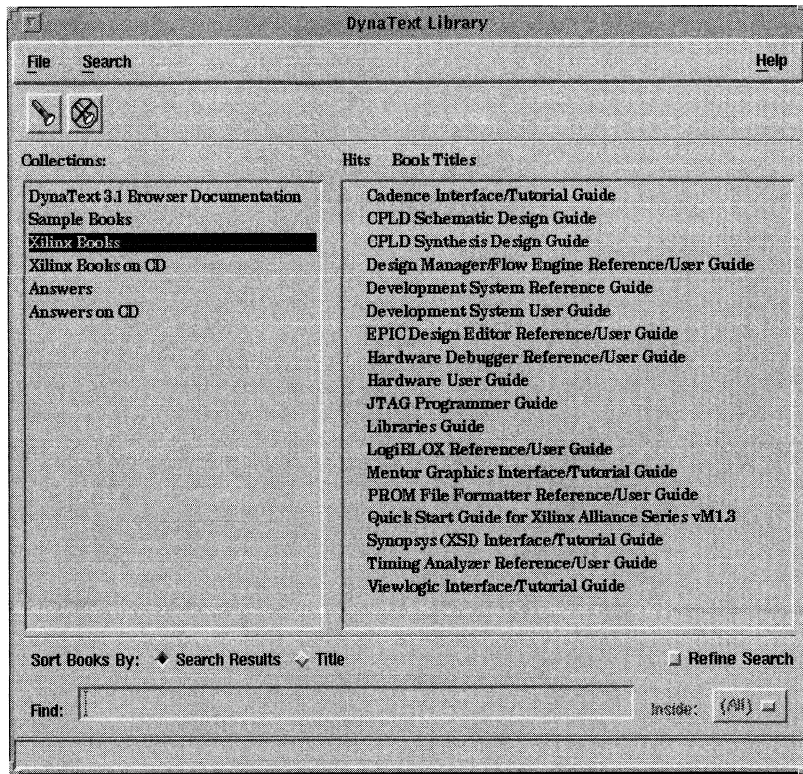 DynaText Library
File Search Help
Collections:
Hits Book Titles
DynaText 3.1 Browser Documentation
Sample Books
Xilinx Books
Xilinx Books on CD
Answers
Answers on CD
Cadence Interface/Tutorial Guide
CPLD Schematic Design Guide
CPLD Synthesis Design Guide
Design Manager/Flow Engine Reference/User Guide
Development System Reference Guide
Development System User Guide
EPIC Design Editor Reference/User Guide
Hardware Debugger Reference/User Guide
Hardware User Guide
JTAG Programmer Guide
Libraries Guide
LogiBLOX Reference/User Guide
Mentor Graphics Interface/Tutorial Guide
PROM File Formatter Reference/User Guide
Quick Start Guide for Xilinx Alliance Series vM1.3
Synopsys (XSI) Interface/Tutorial Guide
Timing Analyzer Reference/User Guide
Viewlogic Interface/Tutorial Guide
Sort Books By: Search Results Title Refine Search
Find: Inside: (All)